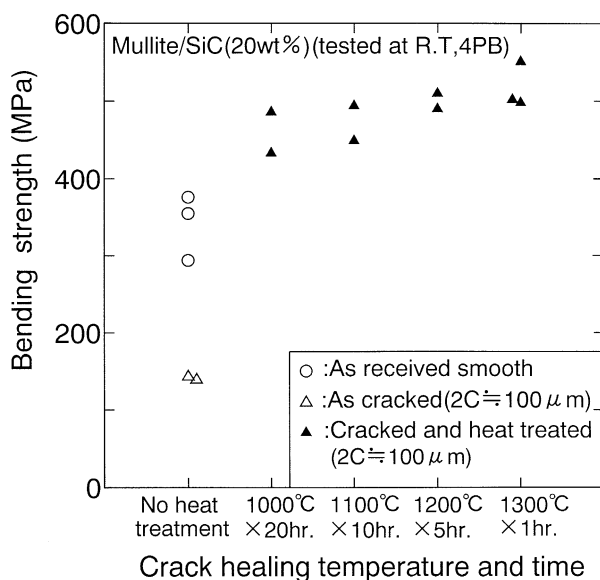 600
Mullite/SiC(20wt%)(tested at R.T,4PB)
Bending strength (MPa)
400
200
○ :As received smooth
△ :As cracked(2C≒100μm)
▲ :Cracked and heat treated
(2C≒100μm)
0
No heat treatment
1000℃ ×20hr.
1100℃ ×10hr.
1200℃ ×5hr.
1300℃ ×1hr.
Crack healing temperature and time